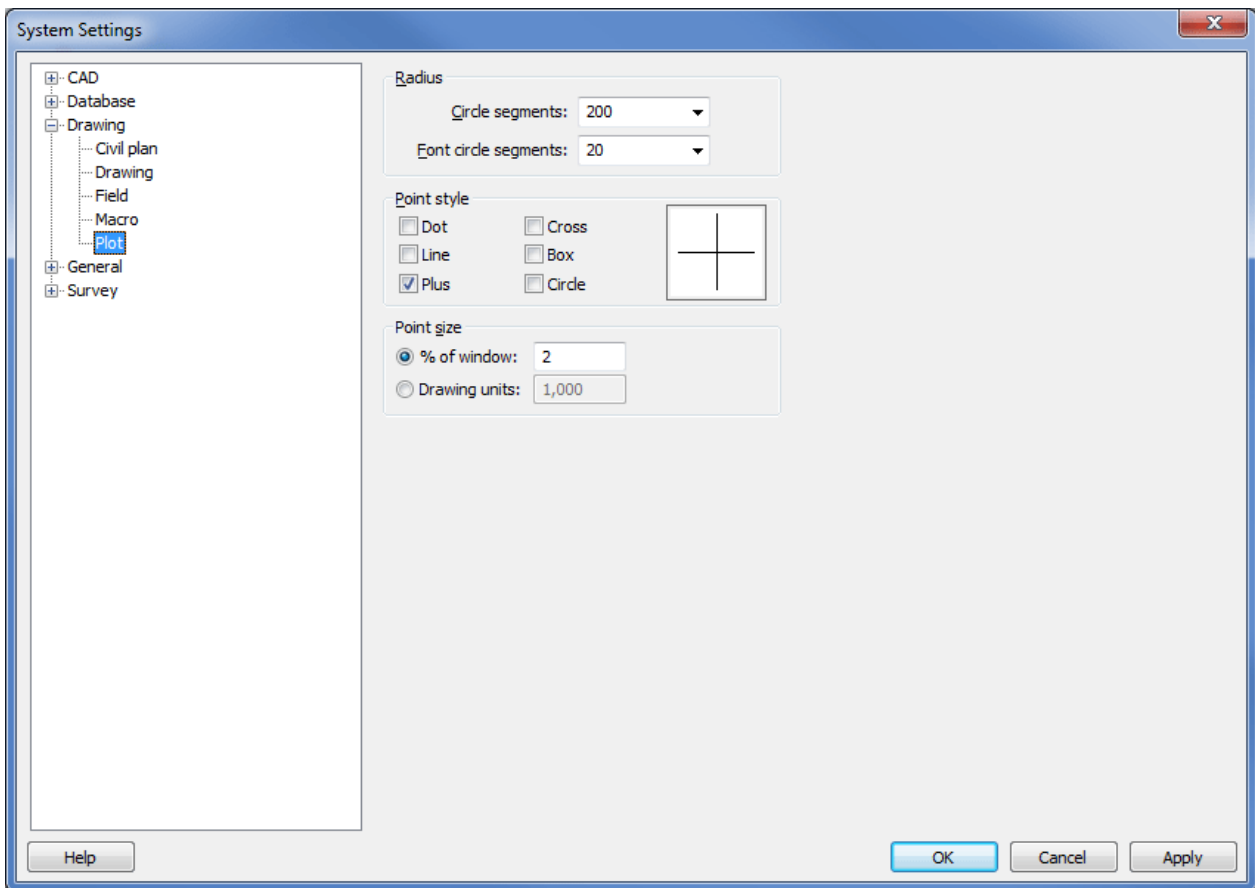 System Settings
CAD
Database
Drawing
Civil plan
Drawing
Field
Macro
Plot
General
Survey
Radius
Circle segments: 200
Font circle segments: 20
Point style
Dot Cross
Line Box
Plus Circle
Point size
% of window: 2
Drawing units: 1,000
Help OK Cancel Apply